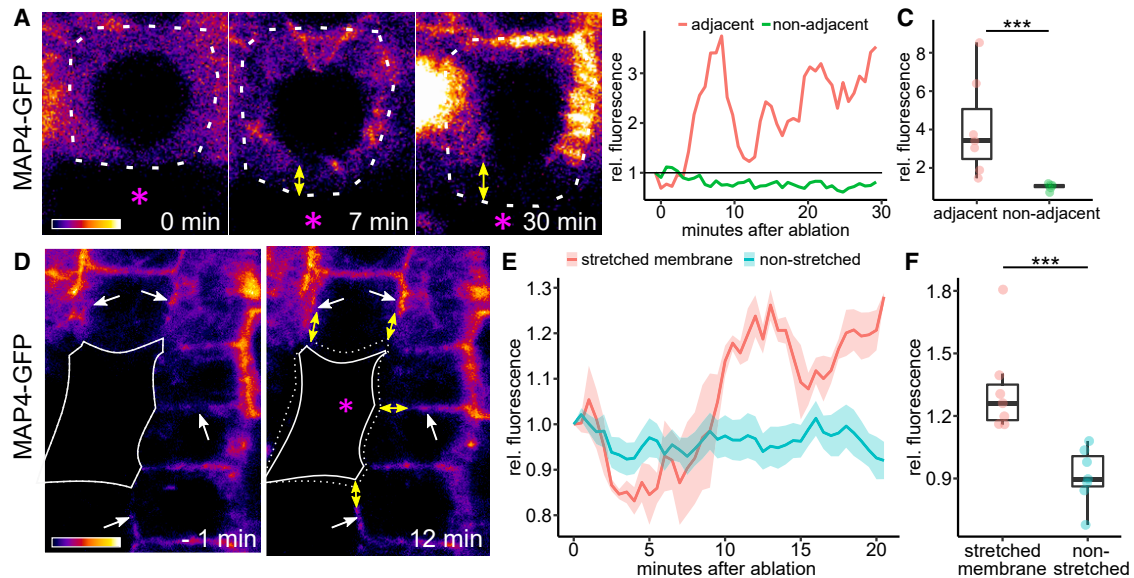 A
MAP4-GFP
*
0 min
*
7 min
*
30 min
B
adjacent
non-adjacent
rel. fluorescence
3
2
1
0
10
20
30
minutes after ablation
C
***
rel. fluorescence
8
6
4
2
adjacent non-adjacent
D
MAP4-GFP
- 1 min
*
12 min
E
stretched membrane
non-stretched
rel. fluorescence
1.3
1.2
1.1
1.0
0.9
0.8
0
5
10
15
20
minutes after ablation
F
***
rel. fluorescence
1.8
1.5
1.2
0.9
stretched
membrane
non-
stretched